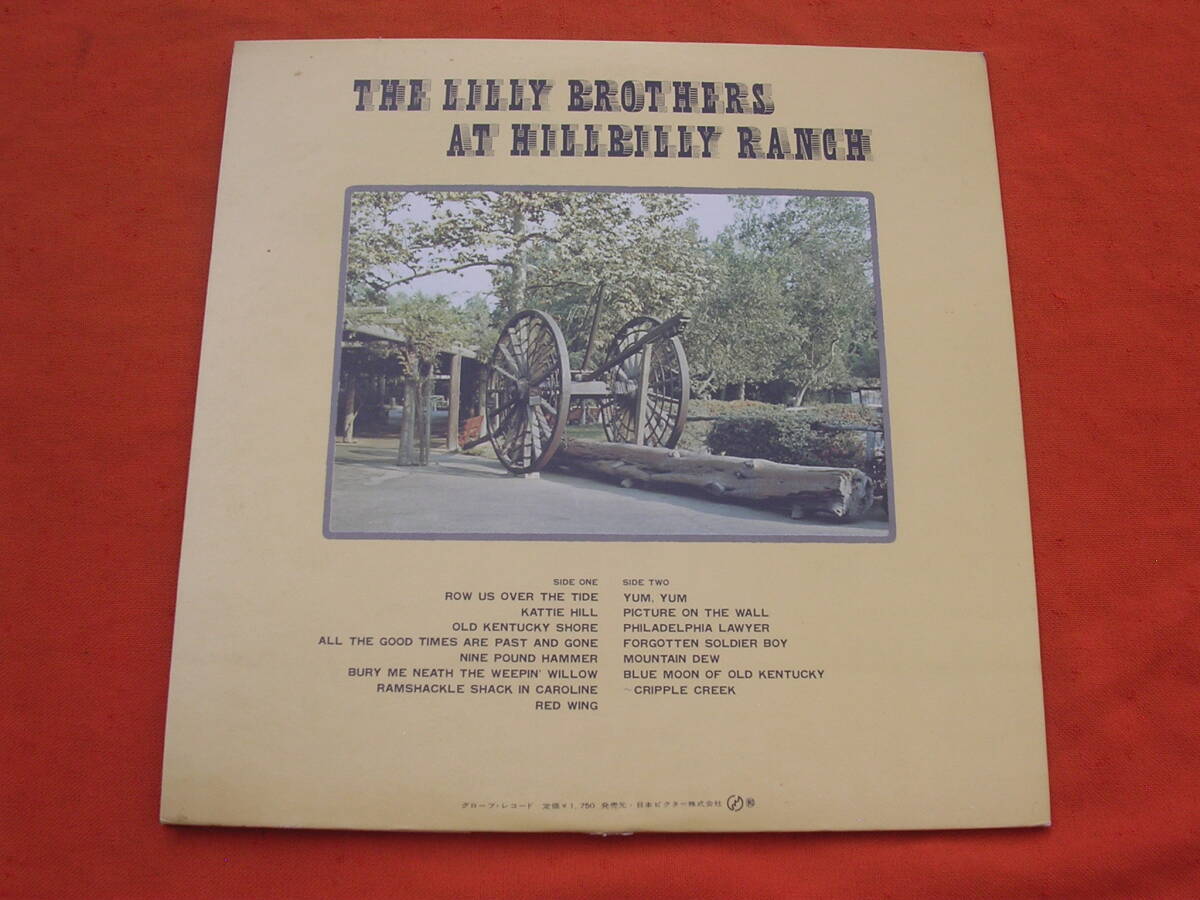 THE LILLY BROTHERS
AT HILLBILLY RANCH
SIDE ONE
ROW US OVER THE TIDE
KATTIE HILL
OLD KENTUCKY SHORE
ALL THE GOOD TIMES ARE PAST AND GONE
NINE POUND HAMMER
BURY ME NEATH THE WEEPIN' WILLOW
RAMSHACKLE SHACK IN CAROLINE
RED WING
SIDE TWO
YUM, YUM
PICTURE ON THE WALL
PHILADELPHIA LAWYER
FORGOTTEN SOLDIER BOY
MOUNTAIN DEW
BLUE MOON OF OLD KENTUCKY
~CRIPPLE CREEK
グローブ・レコード 定価¥1,750 発売元・日本ビクター株式会社